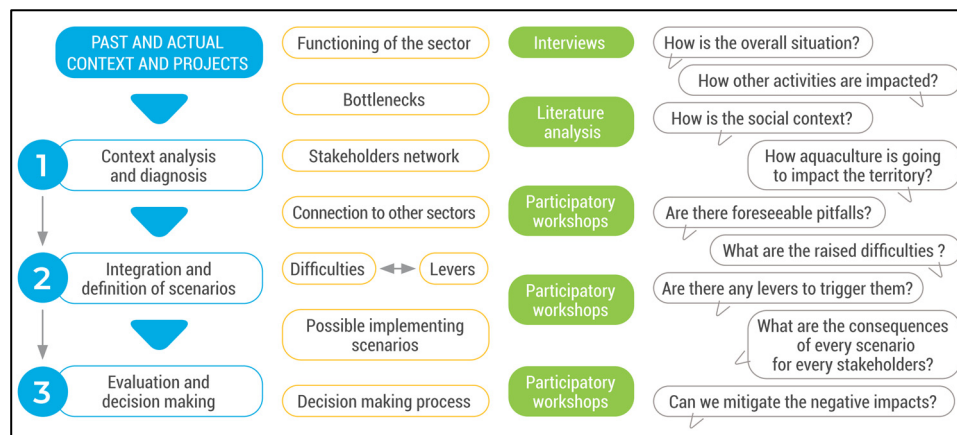 PAST AND ACTUAL
CONTEXT AND PROJECTS
1
Context analysis
and diagnosis
2
Integration and
definition of scenarios
3
Evaluation and
decision making
Functioning of the sector
Bottlenecks
Stakeholders network
Connection to other sectors
Difficulties
Levers
Possible implementing
scenarios
Decision making process
Interviews
Literature
analysis
Participatory
workshops
Participatory
workshops
Participatory
workshops
How is the overall situation?
How other activities are impacted?
How is the social context?
How aquaculture is going
to impact the territory?
Are there foreseeable pitfalls?
What are the raised difficulties ?
Are there any levers to trigger them?
What are the consequences
of every scenario
for every stakeholders?
Can we mitigate the negative impacts?